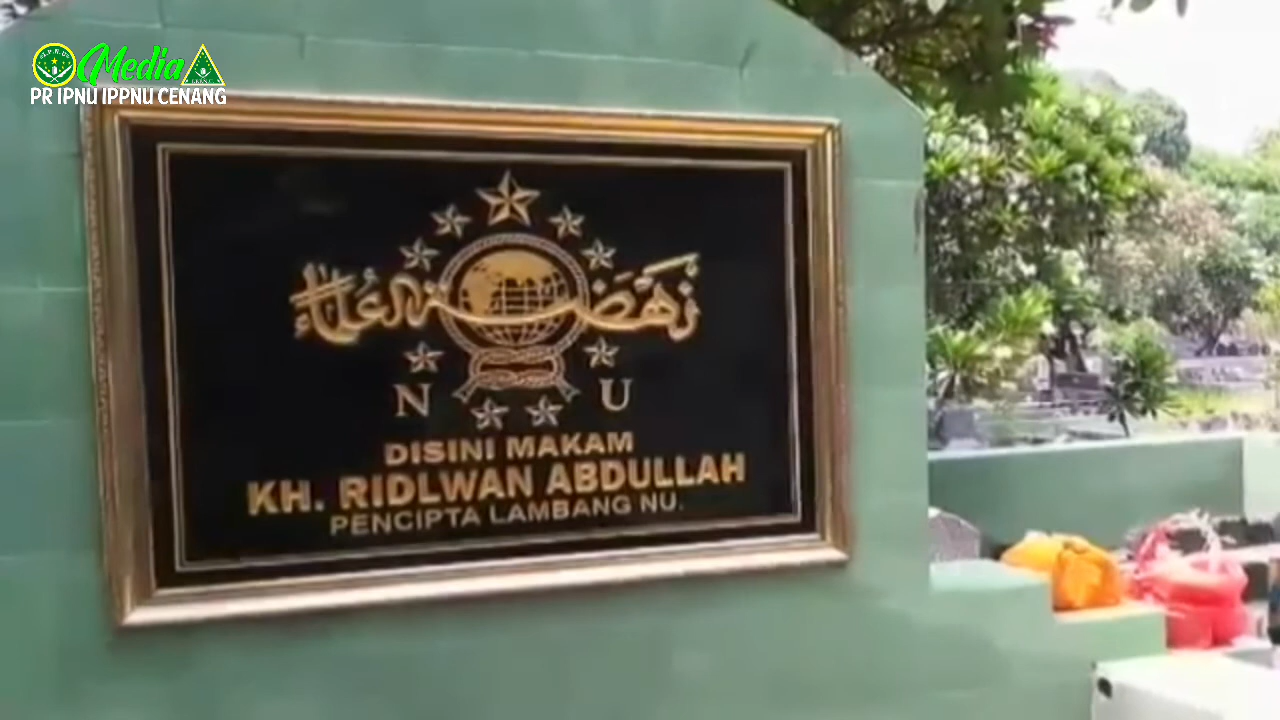 Media
PR IPNU IPPNU CENANG
نهضة العلماء
N U
DISINI MAKAM
KH. RIDLWAN ABDULLAH
PENCIPTA LAMBANG NU.